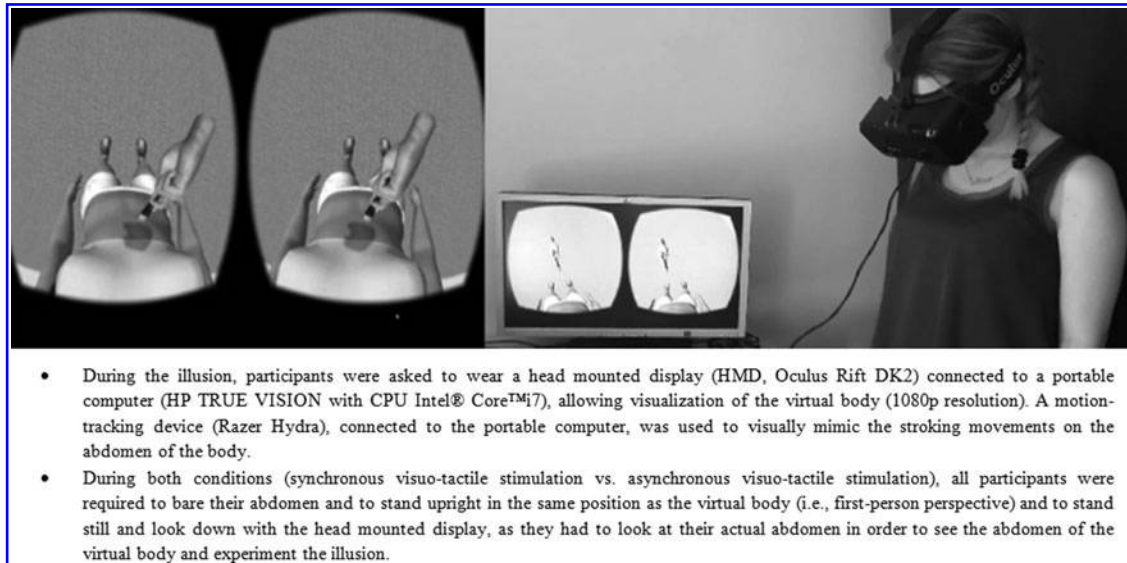 Oculus
• During the illusion, participants were asked to wear a head mounted display (HMD, Oculus Rift DK2) connected to a portable
computer (HP TRUE VISION with CPU Intel® Core™i7), allowing visualization of the virtual body (1080p resolution). A motion-
tracking device (Razer Hydra), connected to the portable computer, was used to visually mimic the stroking movements on the
abdomen of the body.
• During both conditions (synchronous visuo-tactile stimulation vs. asynchronous visuo-tactile stimulation), all participants were
required to bare their abdomen and to stand upright in the same position as the virtual body (i.e., first-person perspective) and to stand
still and look down with the head mounted display, as they had to look at their actual abdomen in order to see the abdomen of the
virtual body and experiment the illusion.